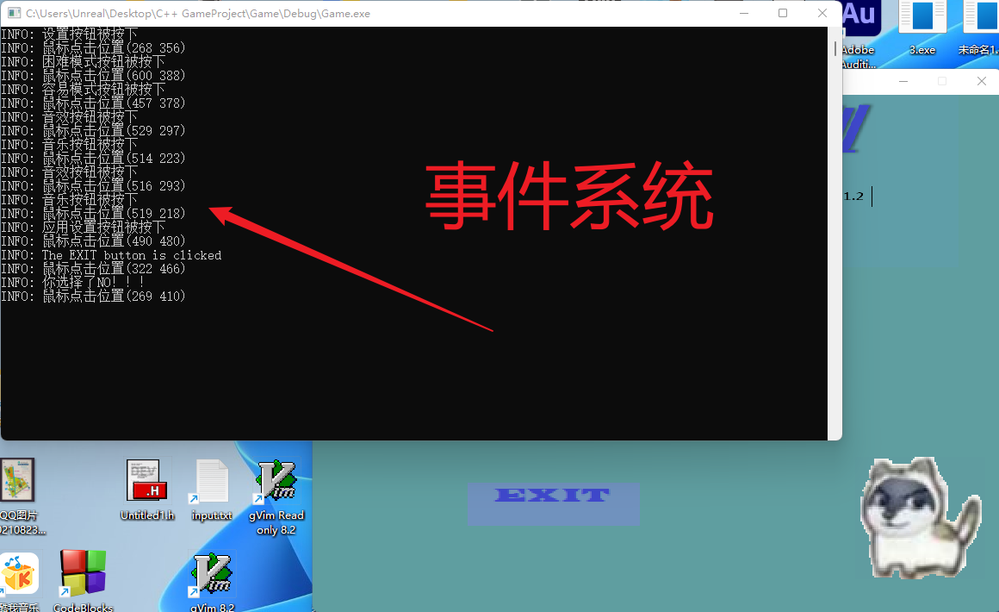 C:\Users\Unreal\Desktop\C++ GameProject\Game\Debug\Game.exe
INFO: 设置按钮被按下
INFO: 鼠标点击位置(268 356)
INFO: 困难模式按钮被按下
INFO: 鼠标点击位置(600 388)
INFO: 容易模式按钮被按下
INFO: 鼠标点击位置(457 378)
INFO: 音效按钮被按下
INFO: 鼠标点击位置(529 297)
INFO: 音乐按钮被按下
INFO: 鼠标点击位置(514 223)
INFO: 音效按钮被按下
INFO: 鼠标点击位置(516 293)
INFO: 音乐按钮被按下
INFO: 鼠标点击位置(519 218)
INFO: 应用设置按钮被按下
INFO: 鼠标点击位置(490 480)
INFO: The EXIT button is clicked
INFO: 鼠标点击位置(322 466)
INFO: 你选择了NO!!!
INFO: 鼠标点击位置(269 410)
事件系统
Au
Adobe
Auditi...
3.exe
未命名1.
1.2
EXIT
QQ图片
0210823...
DEV
.H
Untitled1.h
input.txt
Vim
gVim Read
only 8.2
酷我音乐
CodeBlocks
Vim
gVim 8.2